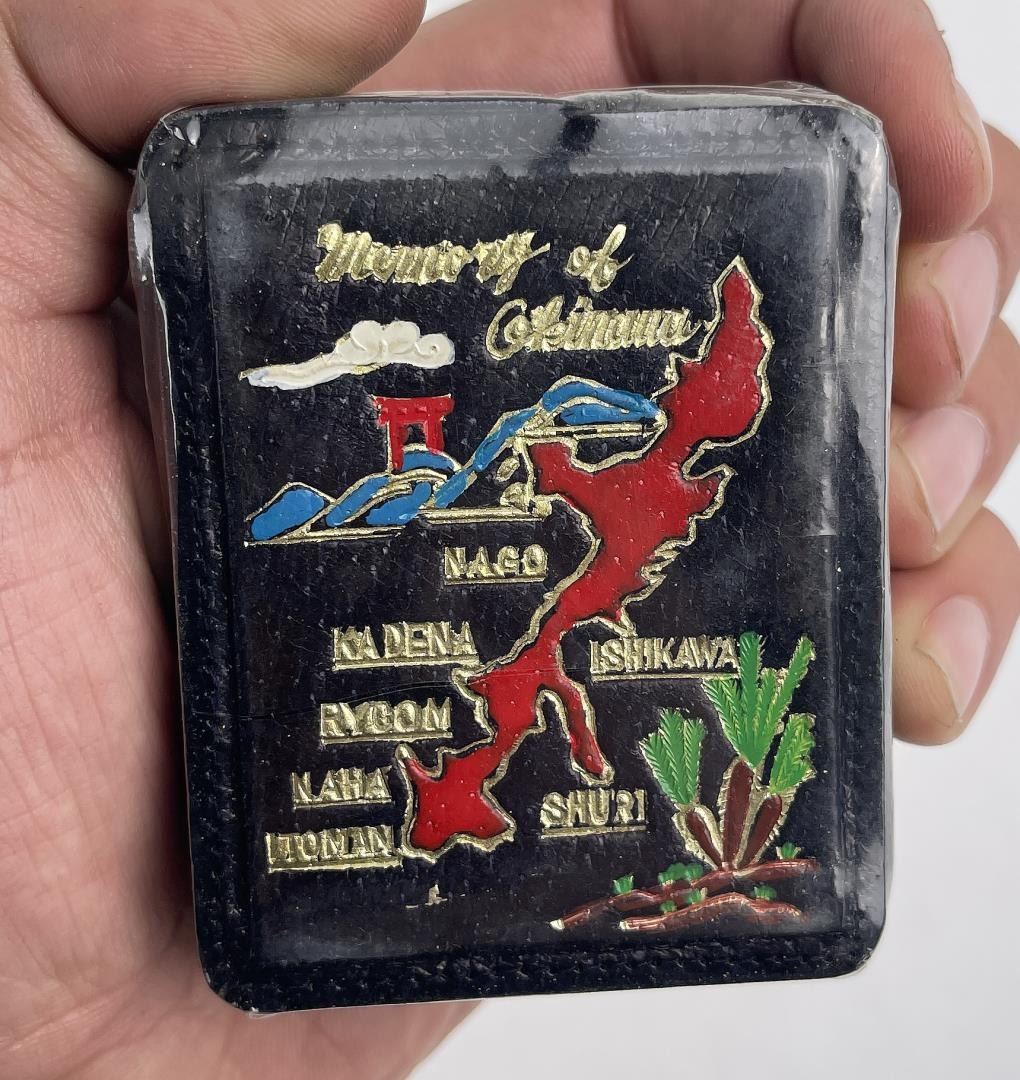 Memory of
Okinawa
NAGO
KADENA
ISHIKAWA
RYCOM
NAHA
SHURI
ITOMAN